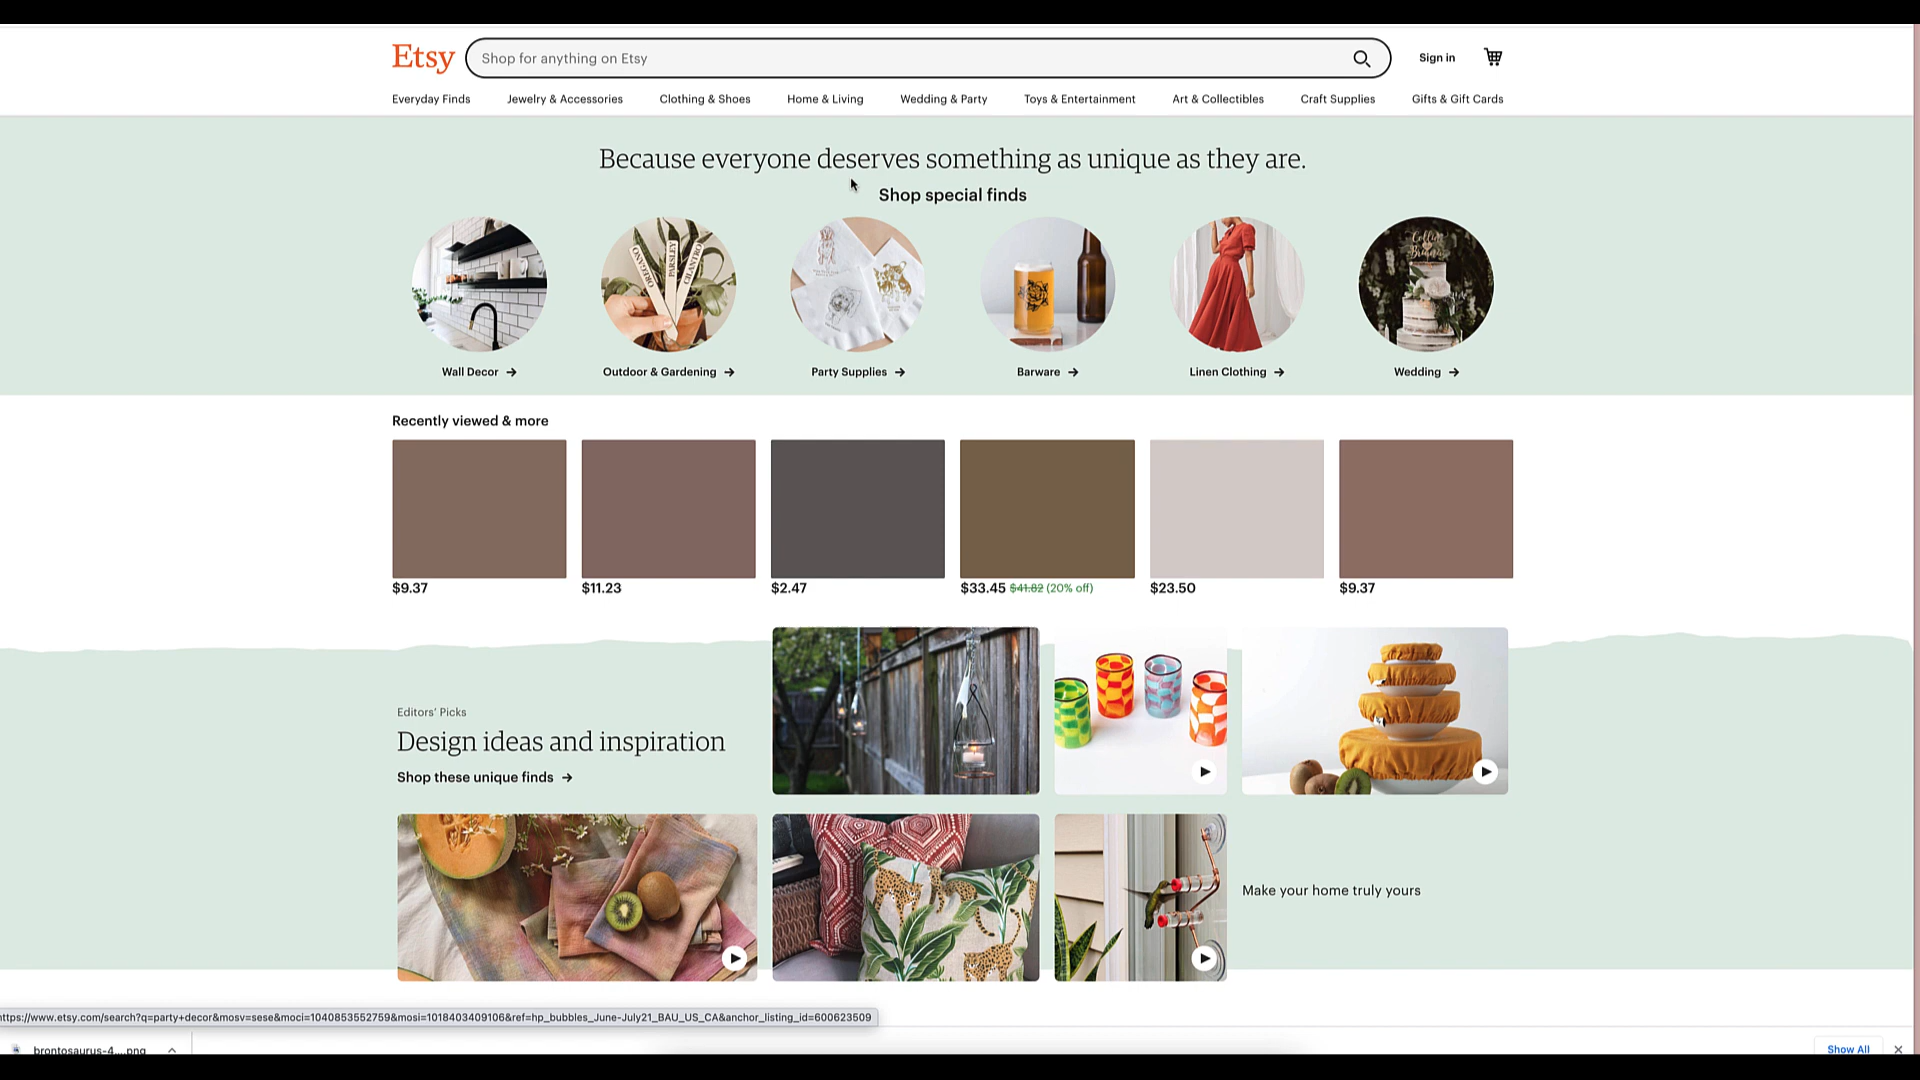 Etsy
Shop for anything on Etsy
Sign in
Everyday Finds
Jewelry & Accessories
Clothing & Shoes
Home & Living
Wedding & Party
Toys & Entertainment
Art & Collectibles
Craft Supplies
Gifts & Gift Cards
Because everyone deserves something as unique as they are.
Shop special finds
OREGANO
PARSLEY
CILANTRO
Wall Decor →
Outdoor & Gardening →
Party Supplies →
Barware →
Linen Clothing →
Wedding →
Recently viewed & more
$9.37
$11.23
$2.47
$33.45 $41.82 (20% off)
$23.50
$9.37
Editors' Picks
Design ideas and inspiration
Shop these unique finds →
Make your home truly yours
https://www.etsy.com/search?q=party+decor&mosv=sese&moci=1040853552759&mosi=1018403409106&ref=hp_bubbles_June-July21_BAU_US_CA&anchor_listing_id=600623509
brontosaurus-4....png
Show All